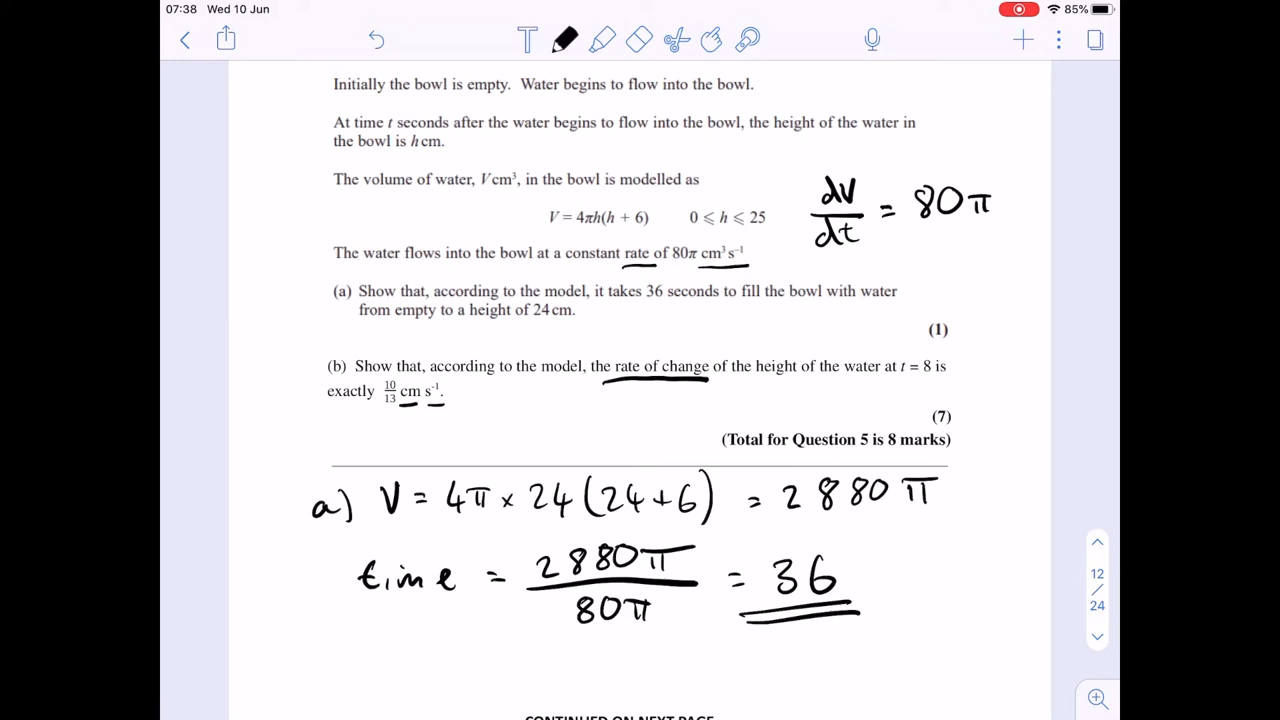 07:38 Wed 10 Jun 85%
Initially the bowl is empty. Water begins to flow into the bowl.
At time t seconds after the water begins to flow into the bowl, the height of the water in
the bowl is h cm.
The volume of water, V cm³, in the bowl is modelled as
V = 4πh(h + 6) 0 ⩽ h ⩽ 25
dV/dt = 80π
The water flows into the bowl at a constant rate of 80π cm³ s⁻¹
(a) Show that, according to the model, it takes 36 seconds to fill the bowl with water
from empty to a height of 24 cm.
(1)
(b) Show that, according to the model, the rate of change of the height of the water at t = 8 is
exactly 10/13 cm s⁻¹.
(7)
(Total for Question 5 is 8 marks)
a) V = 4π × 24 (24+6) = 2880π
time = 2880π/80π = 36
12
/
24
CONTINUED ON NEXT PAGE